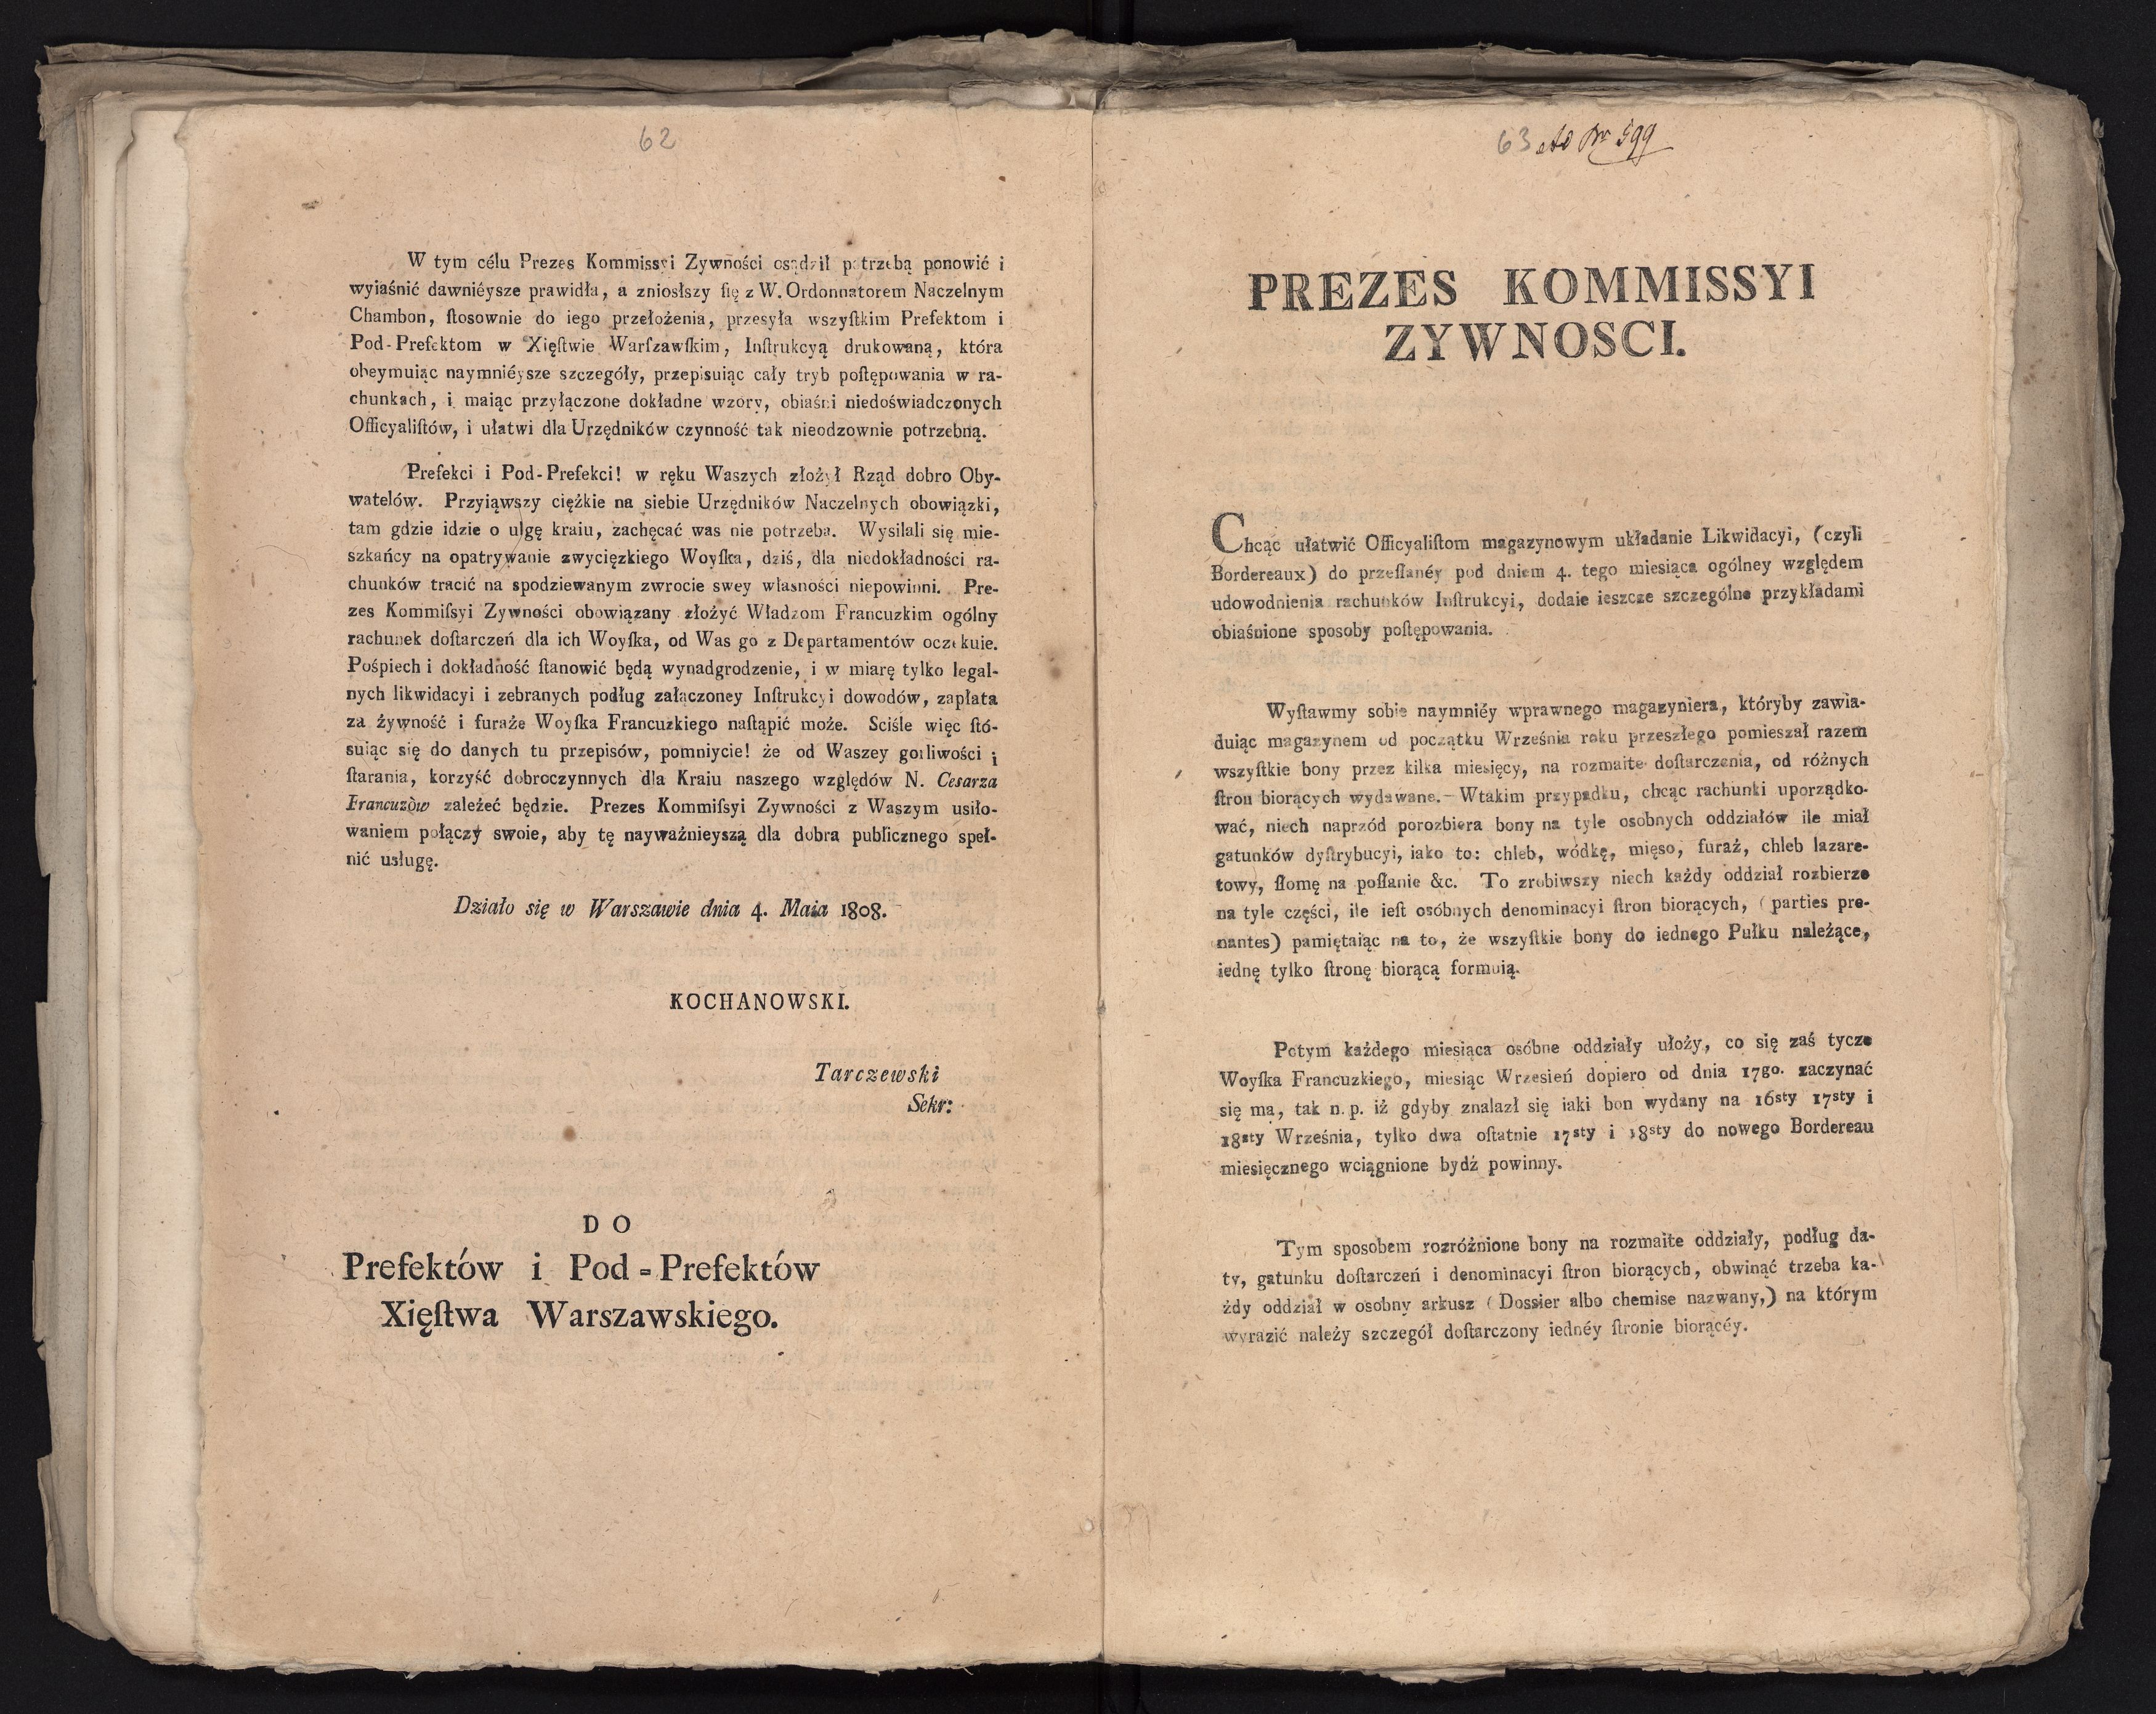 62
W tym célu Prezes Kommissyi Zywności osądził potrzebą ponowić i
wyiaśnić dawniéysze prawidła, a zniosłszy ſię z W. Ordonnatorem Naczelnym
Chambon, ſtosownie do iego przełożenia, przesyła wszyſtkim Prefektom i
Pod-Prefektom w Xięſtwie Warſzawſkim, Inſtrukcyą drukowaną, która
obeymuiąc naymniéysze szczegóły, przepisuiąc cały tryb poſtępowania w ra-
chunkach, i maiąc przyłączone dokładne wzory, obiaśni niedoświadczonych
Officyaliſtów, i ułatwi dla Urzędników czynność tak nieodzownie potrzebną.
Prefekci i Pod-Prefekci! w ręku Waszych złożył Rząd dobro Oby-
watelów. Przyiąwszy ciężkie na siebie Urzędników Naczelnych obowiązki,
tam gdzie idzie o ulgę kraiu, zachęcać was nie potrzeba. Wysilali się mie-
szkańcy na opatrywanie zwycięzkiego Woyſka, dziś, dla niedokładności ra-
chunków tracić na spodziewanym zwrocie swey własności niepowinni. Pre-
zes Kommiſsyi Zywności obowiązany złożyć Władzom Francuzkim ogólny
rachunek doſtarczeń dla ich Woyſka, od Was go z Departamentów oczekuie.
Pośpiech i dokładność ſtanowić będą wynadgrodzenie, i w miarę tylko legal-
nych likwidacyi i zebranych podług załączoney Inſtrukcyi dowodów, zapłata
za żywność i furaże Woyſka Francuzkiego naſtąpić może. Sciśle więc ſtó-
suiąc się do danych tu przepisów, pomniycie! że od Waszey gorliwości i
ſtarania, korzyść dobroczynnych dla Kraiu naszego względów N. Cesarza
Francuzów zależeć będzie. Prezes Kommiſsyi Zywności z Waszym usiło-
waniem połączy swoie, aby tę nayważnieyszą dla dobra publicznego speł-
nić usługę.
Działo się w Warszawie dnia 4. Maia 1808.
KOCHANOWSKI.
Tarczewski
Sekr:
DO
Prefektów i Pod-Prefektów
Xięſtwa Warszawskiego.
63 ad Nr 599
PREZES KOMMISSYI
ZYWNOSCI.
Chcąc ułatwić Officyaliſtom magazynowym układanie Likwidacyi, (czyli
Bordereaux) do przeſłanéy pod dniem 4. tego miesiąca ogólney względem
udowodnienia rachunków Inſtrukcyi, dodaie ieszcze szczególne przykładami
obiaśnione sposoby poſtępowania.
Wyſtawmy sobie naymniéy wprawnego magazyniera, któryby zawia-
duiąc magazynem od początku Września roku przeszłego pomieszał razem
wszyſtkie bony przez kilka miesięcy, na rozmaite doſtarczenia, od różnych
ſtron biorących wydawane. - Wtakim przypadku, chcąc rachunki uporządko-
wać, niech naprzód porozbiera bony na tyle osobnych oddziałów ile miał
gatunków dyſtrybucyi, iako to: chleb, wódkę, mięso, furaż, chleb lazare-
towy, ſłomę na poſłanie &c. To zrobiwszy niech każdy oddział rozbierze
na tyle części, ile ieſt osóbnych denominacyi ſtron biorących, (parties pre-
nantes) pamiętaiąc na to, że wszyſtkie bony do iednego Pułku należące,
iednę tylko ſtronę biorącą formuią.
Potym każdego miesiąca osóbne oddziały ułoży, co się zaś tycze
Woyſka Francuzkiego, miesiąc Wrzesień dopiero od dnia 17go. zaczynać
się ma, tak n. p. iż gdyby znalazł się iaki bon wydany na 16sty 17sty i
18sty Września, tylko dwa oſtatnie 17sty i 18sty do nowego Bordereau
miesięcznego wciągnione bydź powinny.
Tym sposobem rozróżnione bony na rozmaite oddziały, podług da-
ty, gatunku doſtarczeń i denominacyi ſtron biorących, obwinąć trzeba ka-
żdy oddział w osobny arkusz (Dossier albo chemise nazwany,) na którym
wyrazić należy szczegół doſtarczony iednéy ſtronie biorącéy.